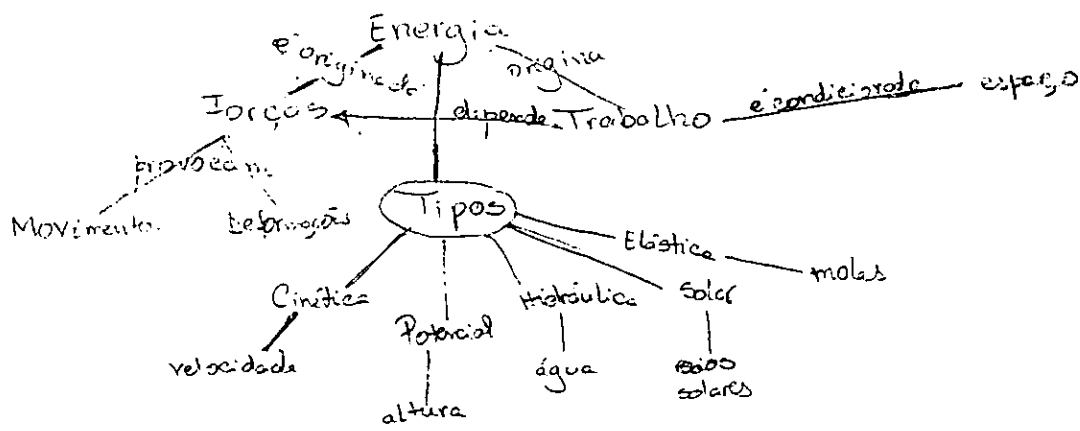 Energia
é originada
origina
Forças
depende
Trabalho
é condicionado
espaço
provocam
Movimento
Deformações
Tipos
Elástica
molas
Cinética
Potencial
Hidráulica
Solar
velocidade
altura
água
raios
solares